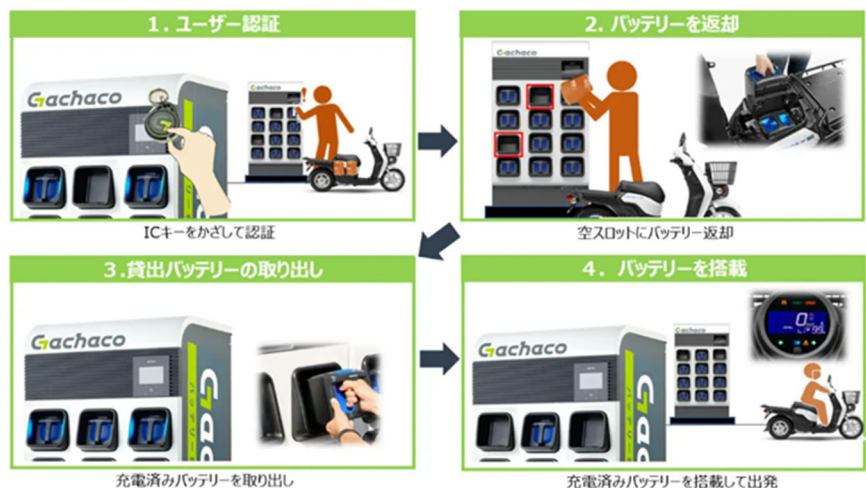 1. ユーザー認証
Gachaco
Gachaco
ICキーをかざして認証
2. バッテリーを返却
Gachaco
空スロットにバッテリー返却
3.貸出バッテリーの取り出し
Gachaco
充電済みバッテリーを取り出し
4. バッテリーを搭載
Gachaco
Gachaco
充電済みバッテリーを搭載して出発